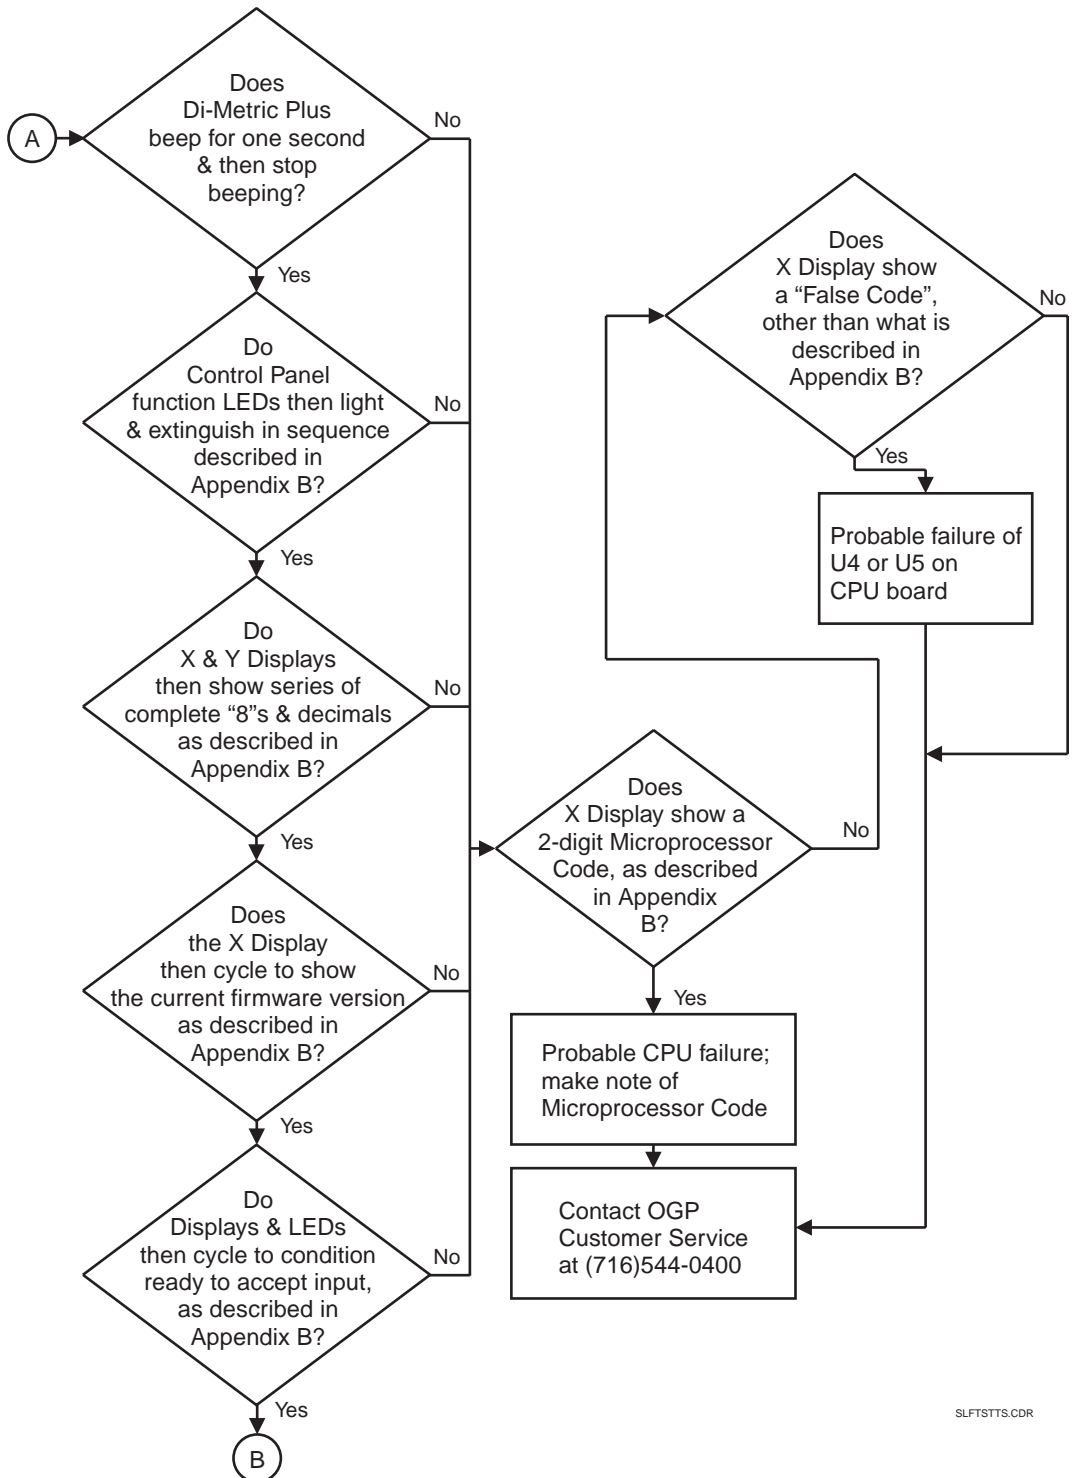 A
Does
Di-Metric Plus
beep for one second
& then stop
beeping?
No
Yes
Do
Control Panel
function LEDs then light
& extinguish in sequence
described in
Appendix B?
No
Yes
Do
X & Y Displays
then show series of
complete “8”s & decimals
as described in
Appendix B?
No
Yes
Does
the X Display
then cycle to show
the current firmware version
as described in
Appendix B?
No
Yes
Do
Displays & LEDs
then cycle to condition
ready to accept input,
as described in
Appendix B?
No
Yes
B
Does
X Display show a
2-digit Microprocessor
Code, as described
in Appendix
B?
No
Yes
Probable CPU failure;
make note of
Microprocessor Code
Contact OGP
Customer Service
at (716)544-0400
Does
X Display show
a “False Code”,
other than what is
described in
Appendix B?
No
Yes
Probable failure of
U4 or U5 on
CPU board
SLFTSTTS.CDR